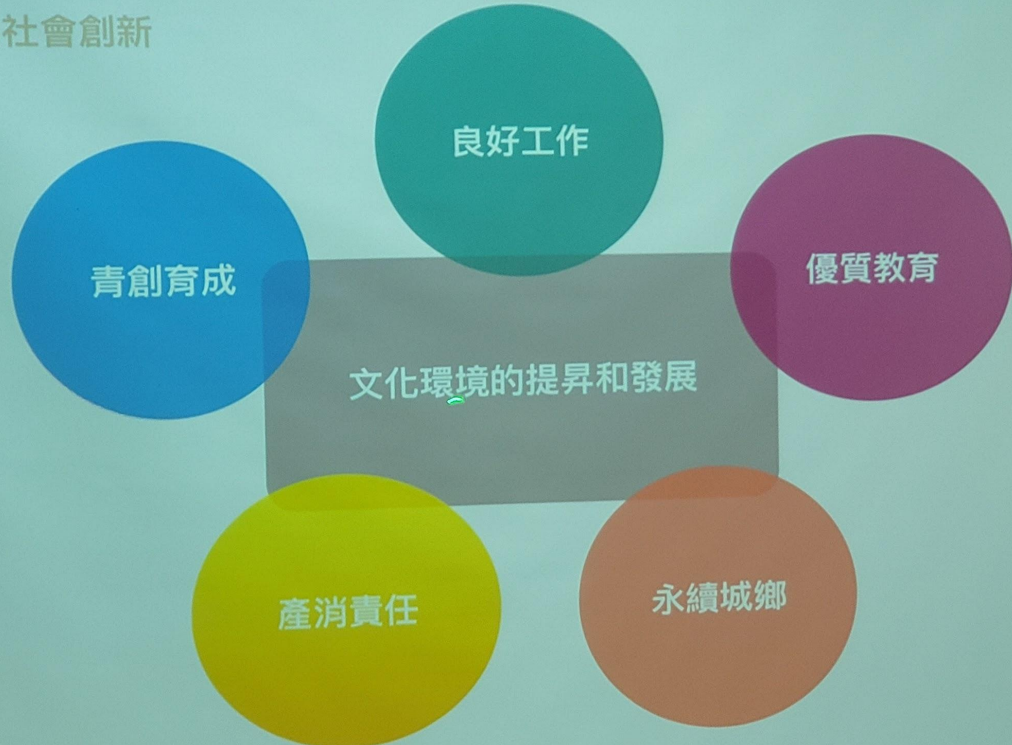 社會創新
良好工作
青創育成
優質教育
文化環境的提昇和發展
產消責任
永續城鄉